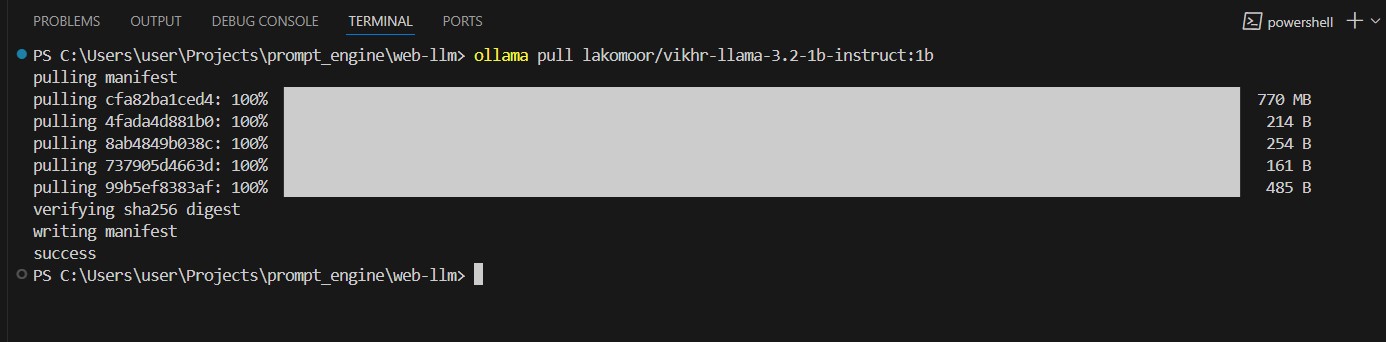 PROBLEMS OUTPUT DEBUG CONSOLE TERMINAL PORTS powershell
PS C:\Users\user\Projects\prompt_engine\web-llm> ollama pull lakomoor/vikhr-llama-3.2-1b-instruct:1b
pulling manifest
pulling cfa82ba1ced4: 100% 770 MB
pulling 4fada4d881b0: 100% 214 B
pulling 8ab4849b038c: 100% 254 B
pulling 737905d4663d: 100% 161 B
pulling 99b5ef8383af: 100% 485 B
verifying sha256 digest
writing manifest
success
PS C:\Users\user\Projects\prompt_engine\web-llm>